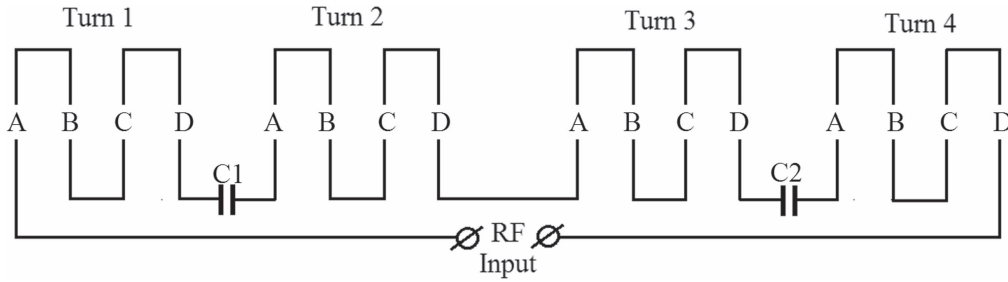 Turn 1 Turn 2 Turn 3 Turn 4
A B C D A B C D A B C D A B C D
C1 C2
RF
Input